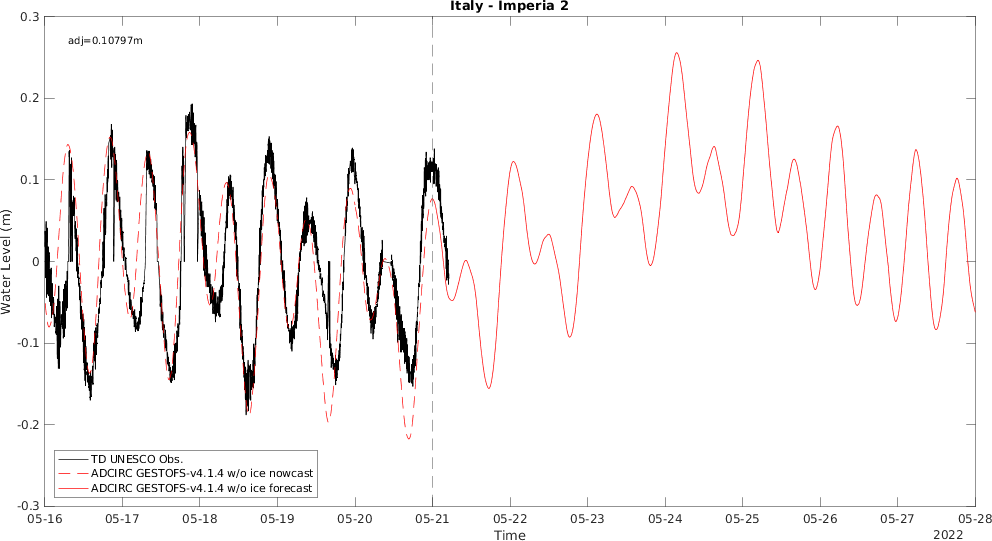 Italy - Imperia 2
adj=0.10797m
0.3
0.2
0.1
0
-0.1
-0.2
-0.3
Water Level (m)
TD UNESCO Obs.
ADCIRC GESTOFS-v4.1.4 w/o ice nowcast
ADCIRC GESTOFS-v4.1.4 w/o ice forecast
05-16 05-17 05-18 05-19 05-20 05-21 05-22 05-23 05-24 05-25 05-26 05-27 05-28
Time
2022